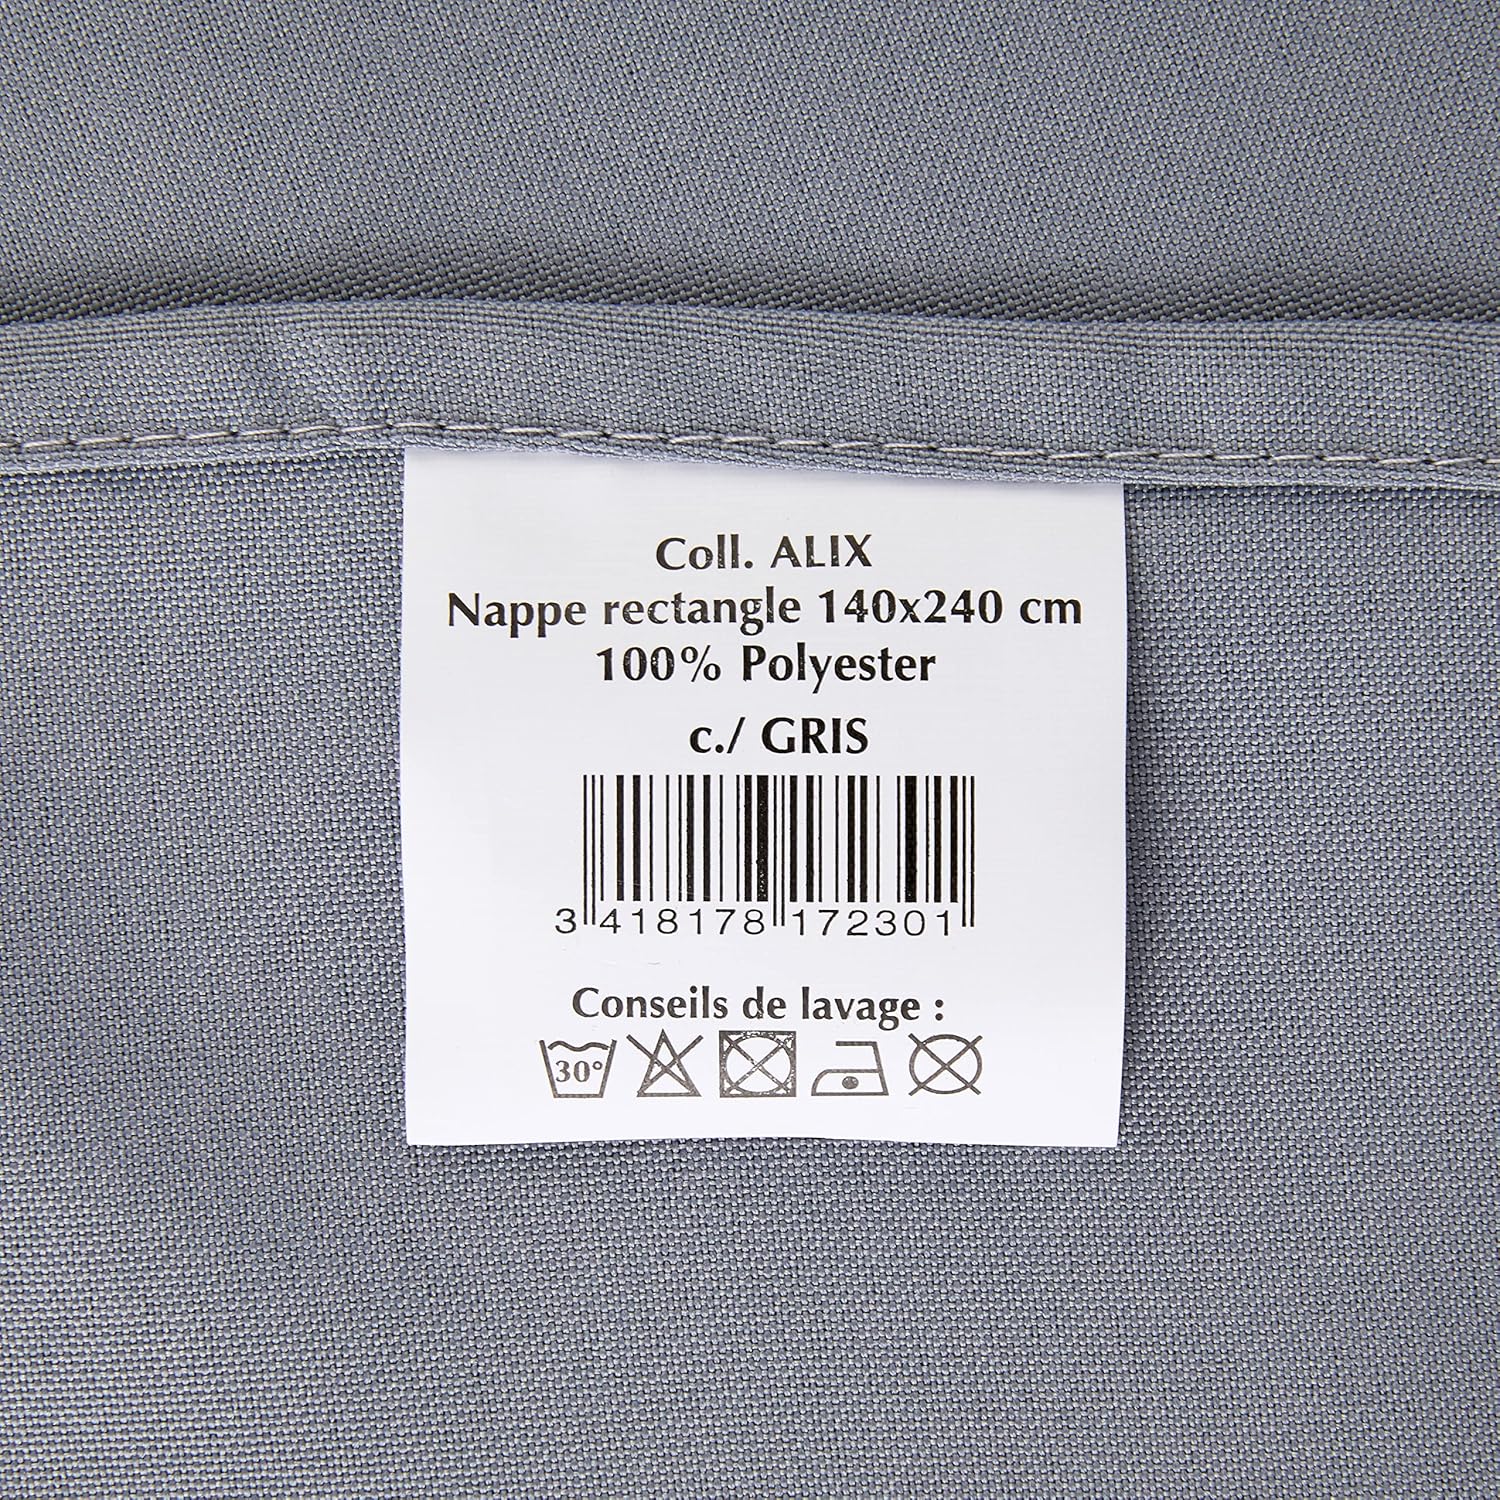 Coll. ALIX
Nappe rectangle 140x240 cm
100% Polyester
c./ GRIS
3 418178 172301
Conseils de lavage :
30°